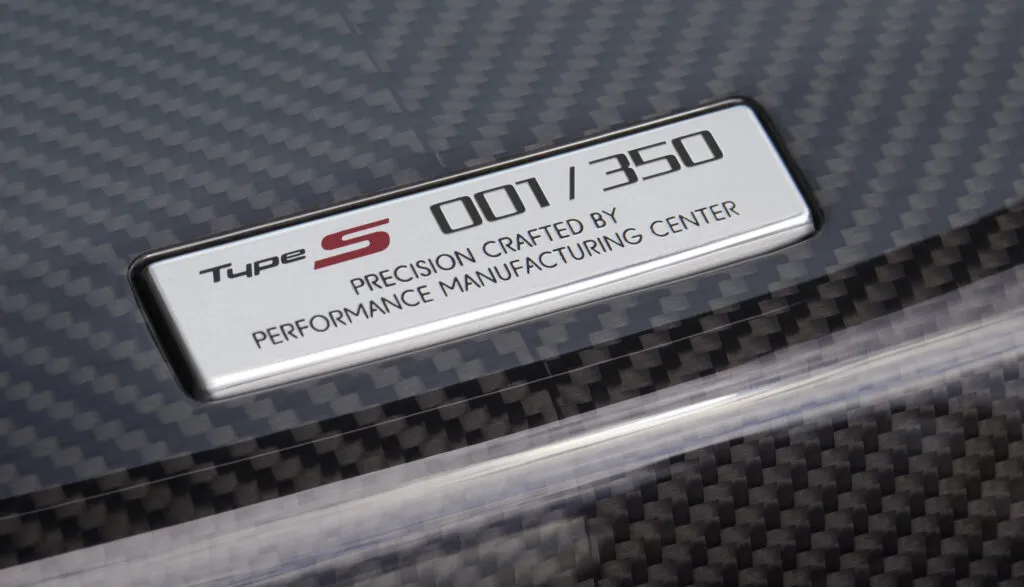 Type S 001 / 350
PRECISION CRAFTED BY
PERFORMANCE MANUFACTURING CENTER